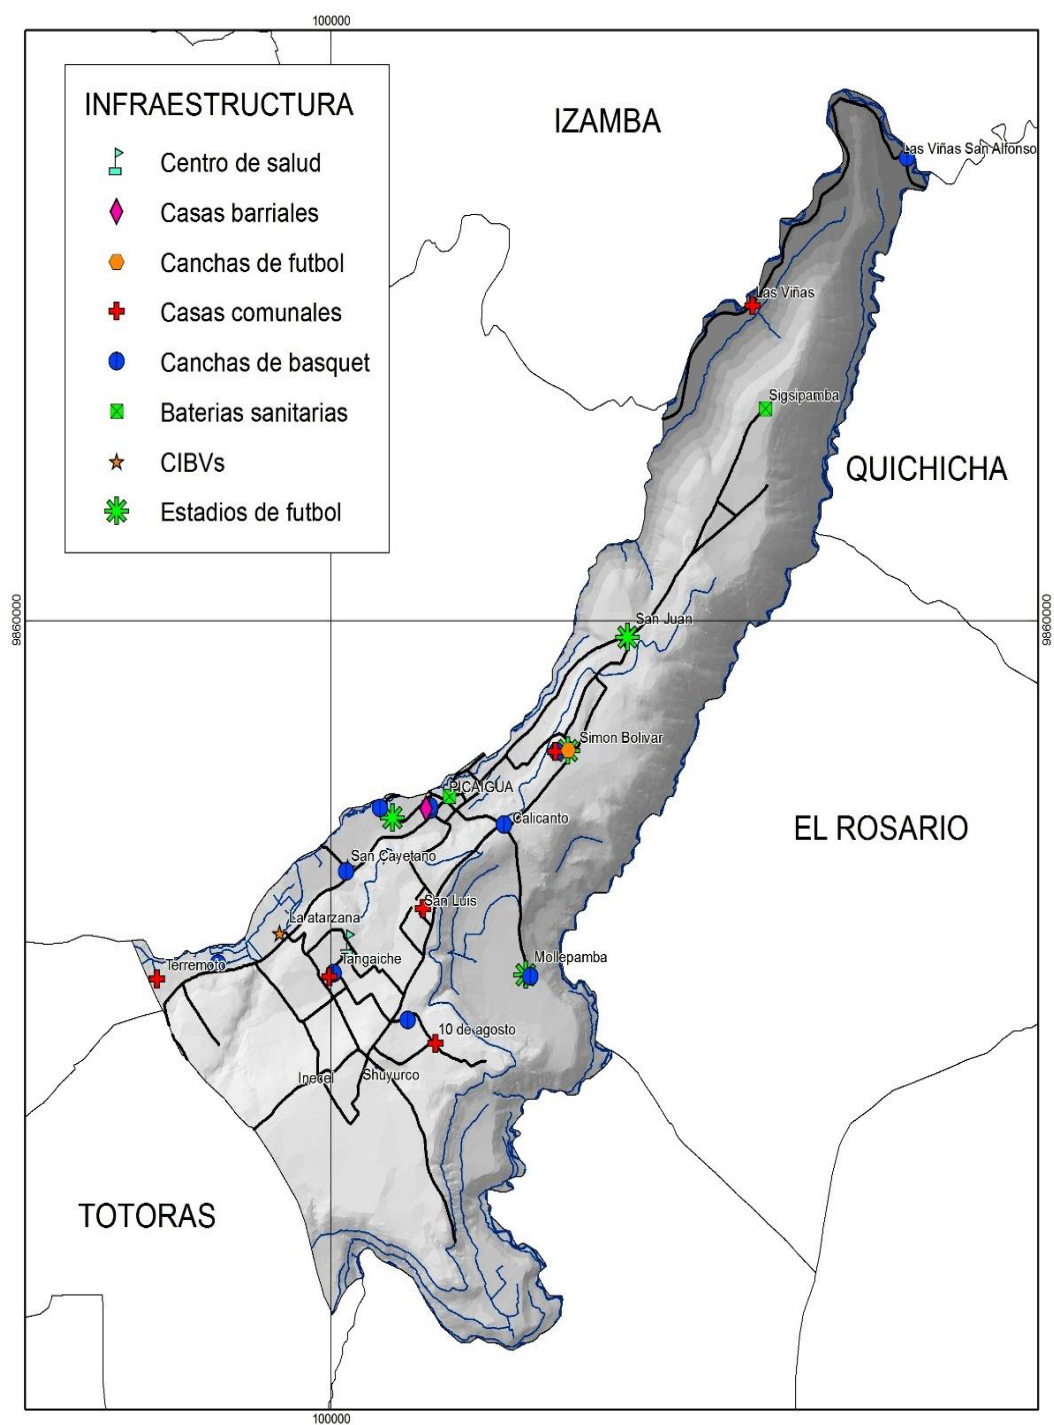 100000
INFRAESTRUCTURA
Centro de salud
Casas barriales
Canchas de futbol
Casas comunales
Canchas de basquet
Baterias sanitarias
CIBVs
Estadios de futbol
IZAMBA
Las Viñas San Alfonso
Las Viñas
Sigsipamba
QUICHICHA
9860000
9860000
San Juan
Simon Bolivar
PICAIGUA
Calicanto
EL ROSARIO
San Cayetano
San Luis
La atarzana
Terremoto
Tangaiche
Mollepamba
10 de agosto
Inecel
Shuyurco
TOTORAS
100000